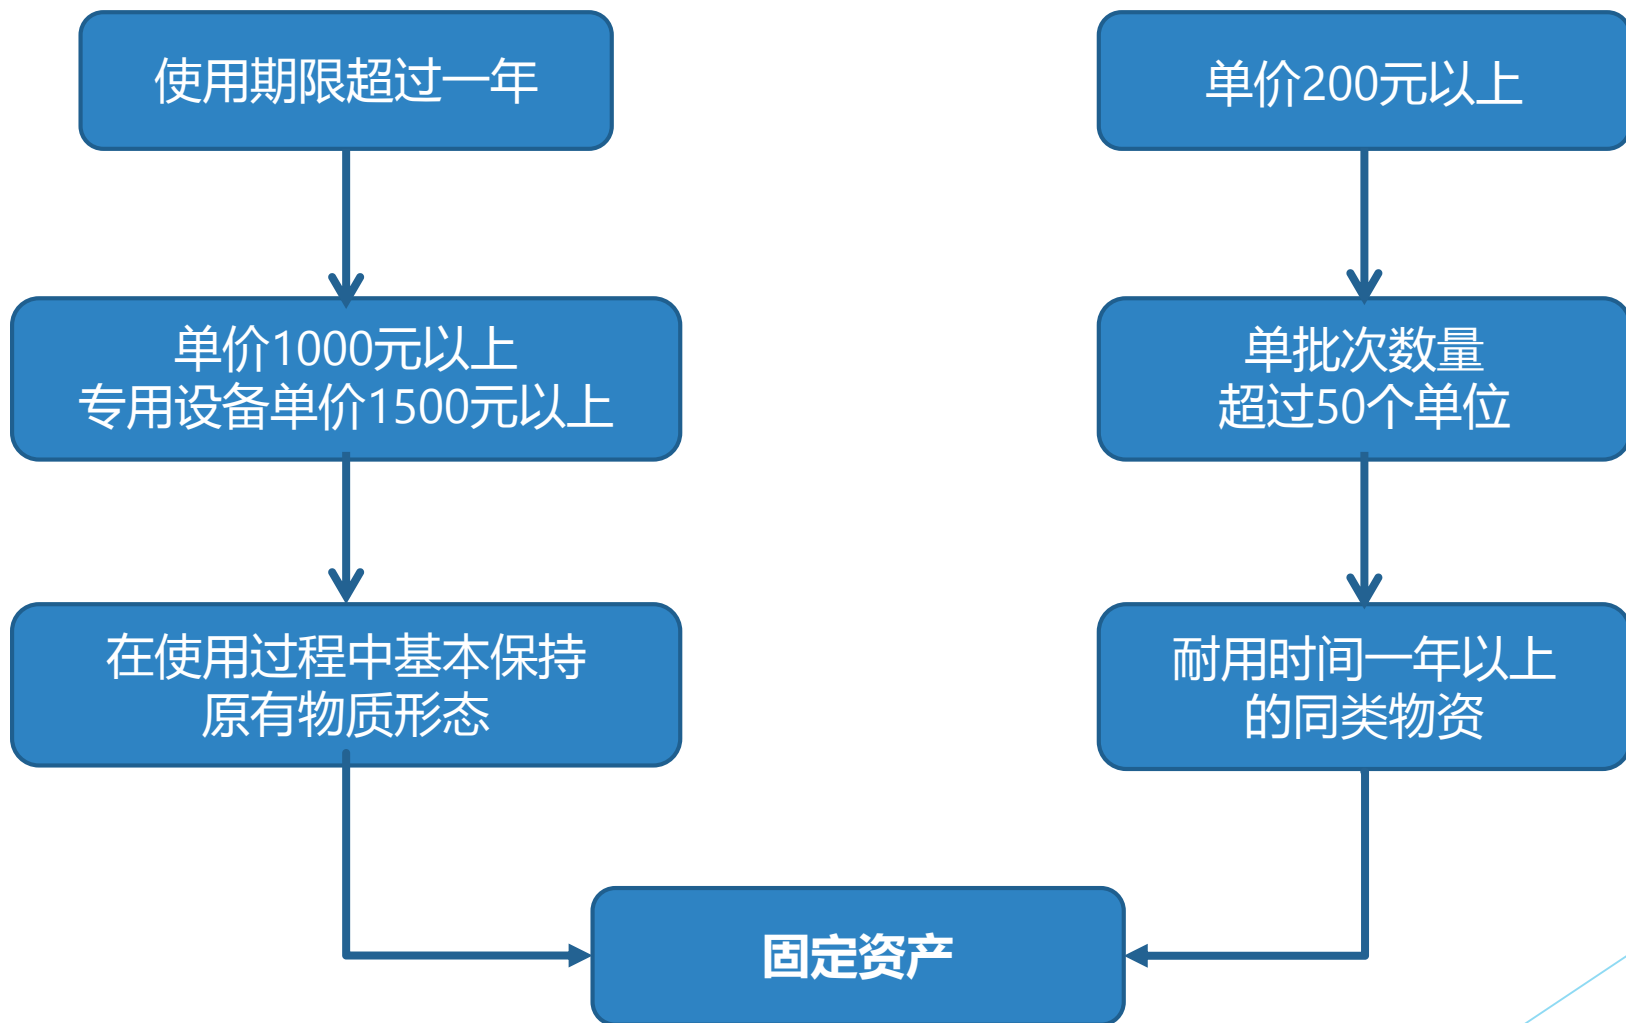 使用期限超过一年
单价1000元以上
专用设备单价1500元以上
在使用过程中基本保持
原有物质形态
单价200元以上
单批次数量
超过50个单位
耐用时间一年以上
的同类物资
固定资产